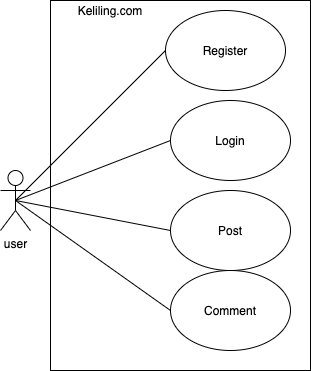 Keliling.com
Register
Login
user
Post
Comment